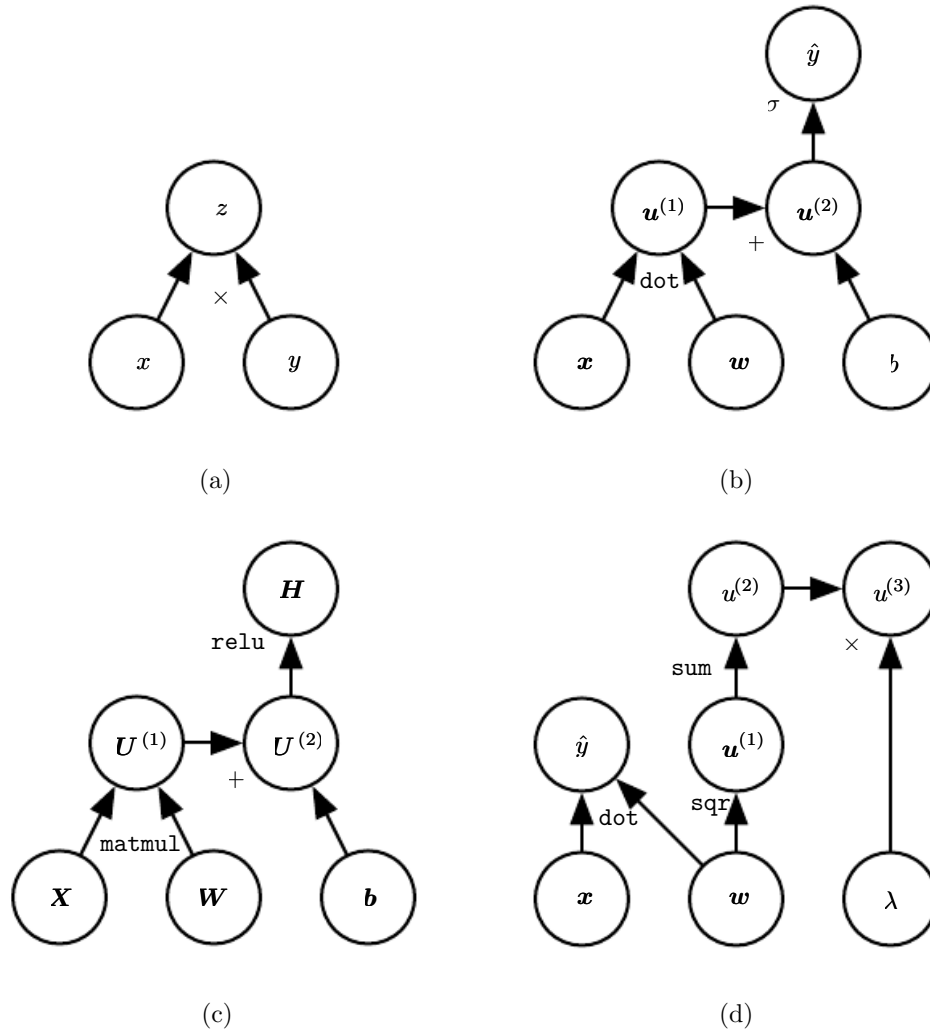 ŷ
σ
z
u(1)
u(2)
+
dot
×
x
y
x
w
b
(a)
(b)
H
u(2)
u(3)
relu
×
sum
U(1)
U(2)
ŷ
u(1)
+
sqr
dot
matmul
X
W
b
x
w
λ
(c)
(d)